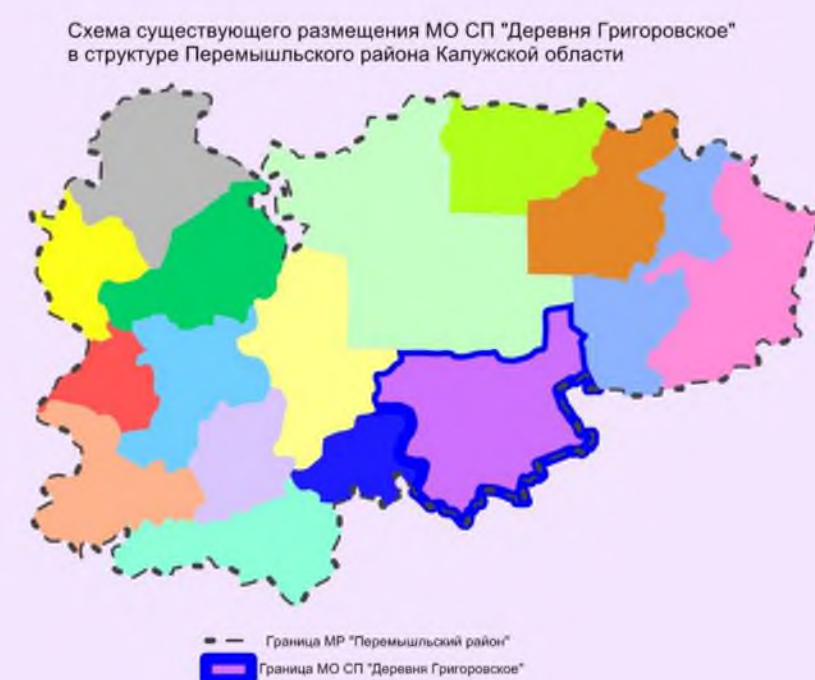 Схема существующего размещения МО СП "Деревня Григоровское"
в структуре Перемышльского района Калужской области
Граница МР "Перемышльский район"
Граница МО СП "Деревня Григоровское"